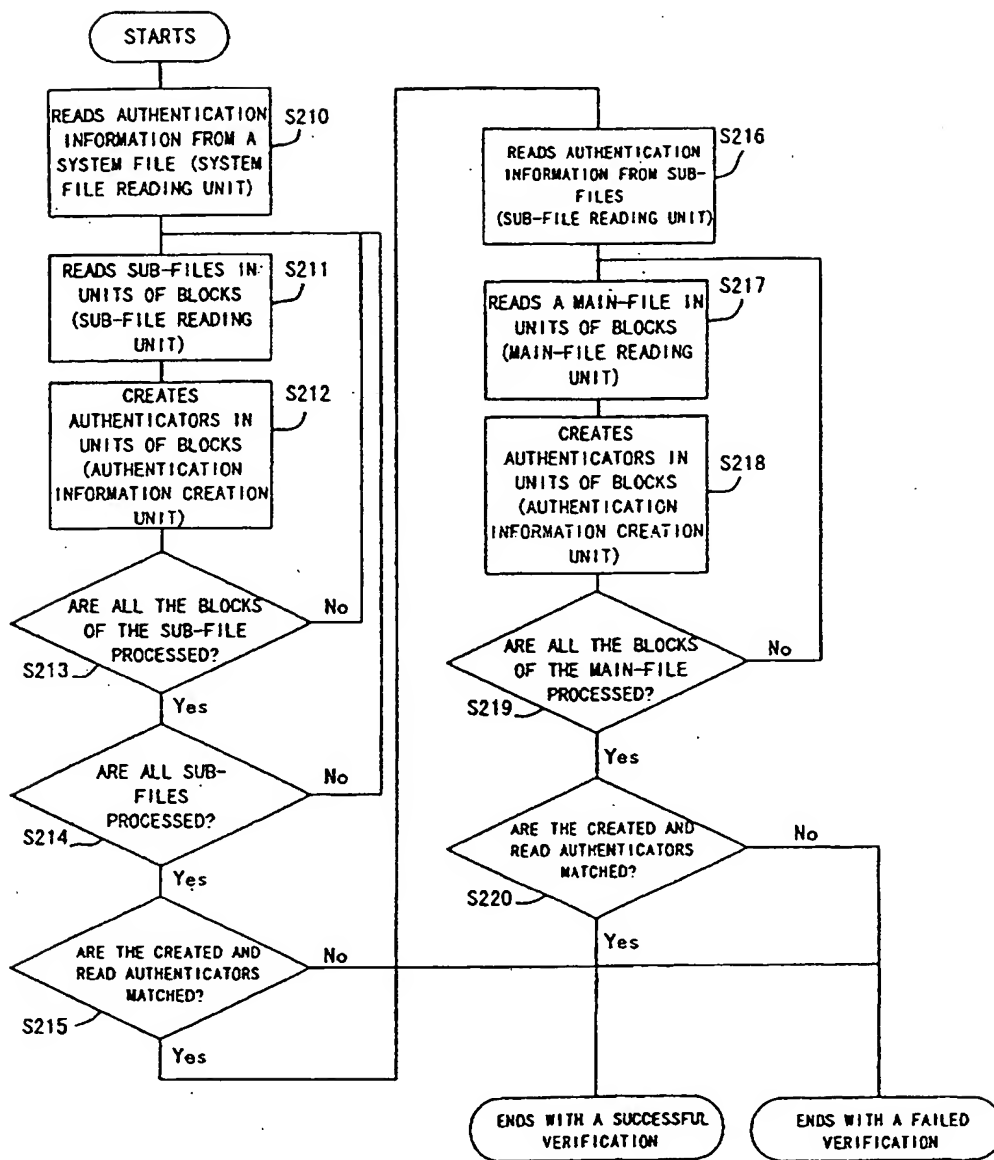 STARTS
READS AUTHENTICATION
INFORMATION FROM A
SYSTEM FILE (SYSTEM
FILE READING UNIT)
S210
READS SUB-FILES IN
UNITS OF BLOCKS
(SUB-FILE READING
UNIT)
S211
CREATES
AUTHENTICATORS IN
UNITS OF BLOCKS
(AUTHENTICATION
INFORMATION CREATION
UNIT)
S212
ARE ALL THE BLOCKS
OF THE SUB-FILE
PROCESSED?
No
S213
Yes
ARE ALL SUB-
FILES
PROCESSED?
No
S214
Yes
ARE THE CREATED AND
READ AUTHENTICATORS
MATCHED?
No
S215
Yes
READS AUTHENTICATION
INFORMATION FROM SUB-
FILES
(SUB-FILE READING UNIT)
S216
READS A MAIN-FILE IN
UNITS OF BLOCKS
(MAIN-FILE READING
UNIT)
S217
CREATES
AUTHENTICATORS IN
UNITS OF BLOCKS
(AUTHENTICATION
INFORMATION CREATION
UNIT)
S218
ARE ALL THE BLOCKS
OF THE MAIN-FILE
PROCESSED?
No
S219
Yes
ARE THE CREATED AND
READ AUTHENTICATORS
MATCHED?
No
S220
Yes
ENDS WITH A SUCCESSFUL
VERIFICATION
ENDS WITH A FAILED
VERIFICATION